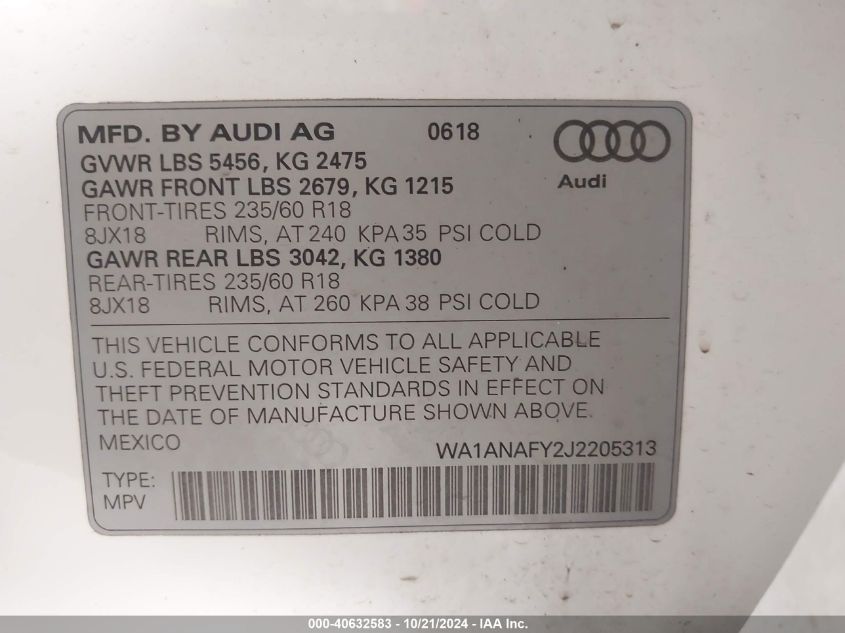 MFD. BY AUDI AG 0618
GVWR LBS 5456, KG 2475
GAWR FRONT LBS 2679, KG 1215
Audi
FRONT-TIRES 235/60 R18
8JX18 RIMS, AT 240 KPA 35 PSI COLD
GAWR REAR LBS 3042, KG 1380
REAR-TIRES 235/60 R18
8JX18 RIMS, AT 260 KPA 38 PSI COLD
THIS VEHICLE CONFORMS TO ALL APPLICABLE
U.S. FEDERAL MOTOR VEHICLE SAFETY AND
THEFT PREVENTION STANDARDS IN EFFECT ON
THE DATE OF MANUFACTURE SHOWN ABOVE.
MEXICO WA1ANAFY2J2205313
TYPE:
MPV
000-40632583 - 10/21/2024 - IAA Inc.